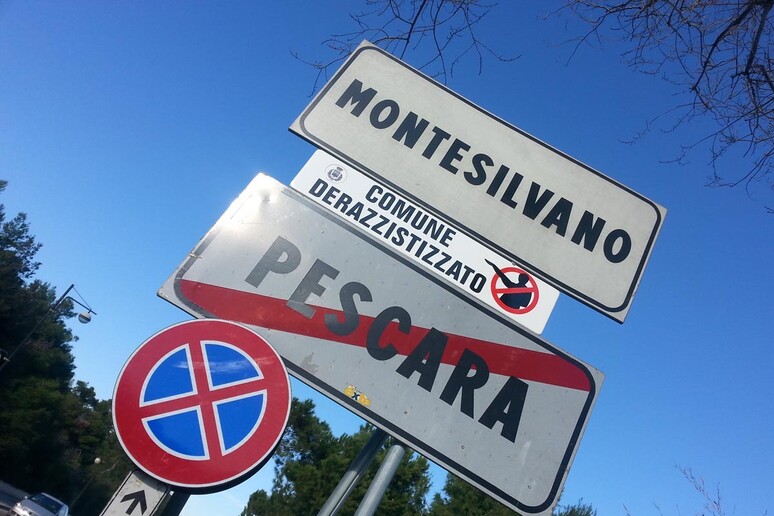 MONTESILVANO
COMUNE
DERAZZISTIZZATO
PESCARA